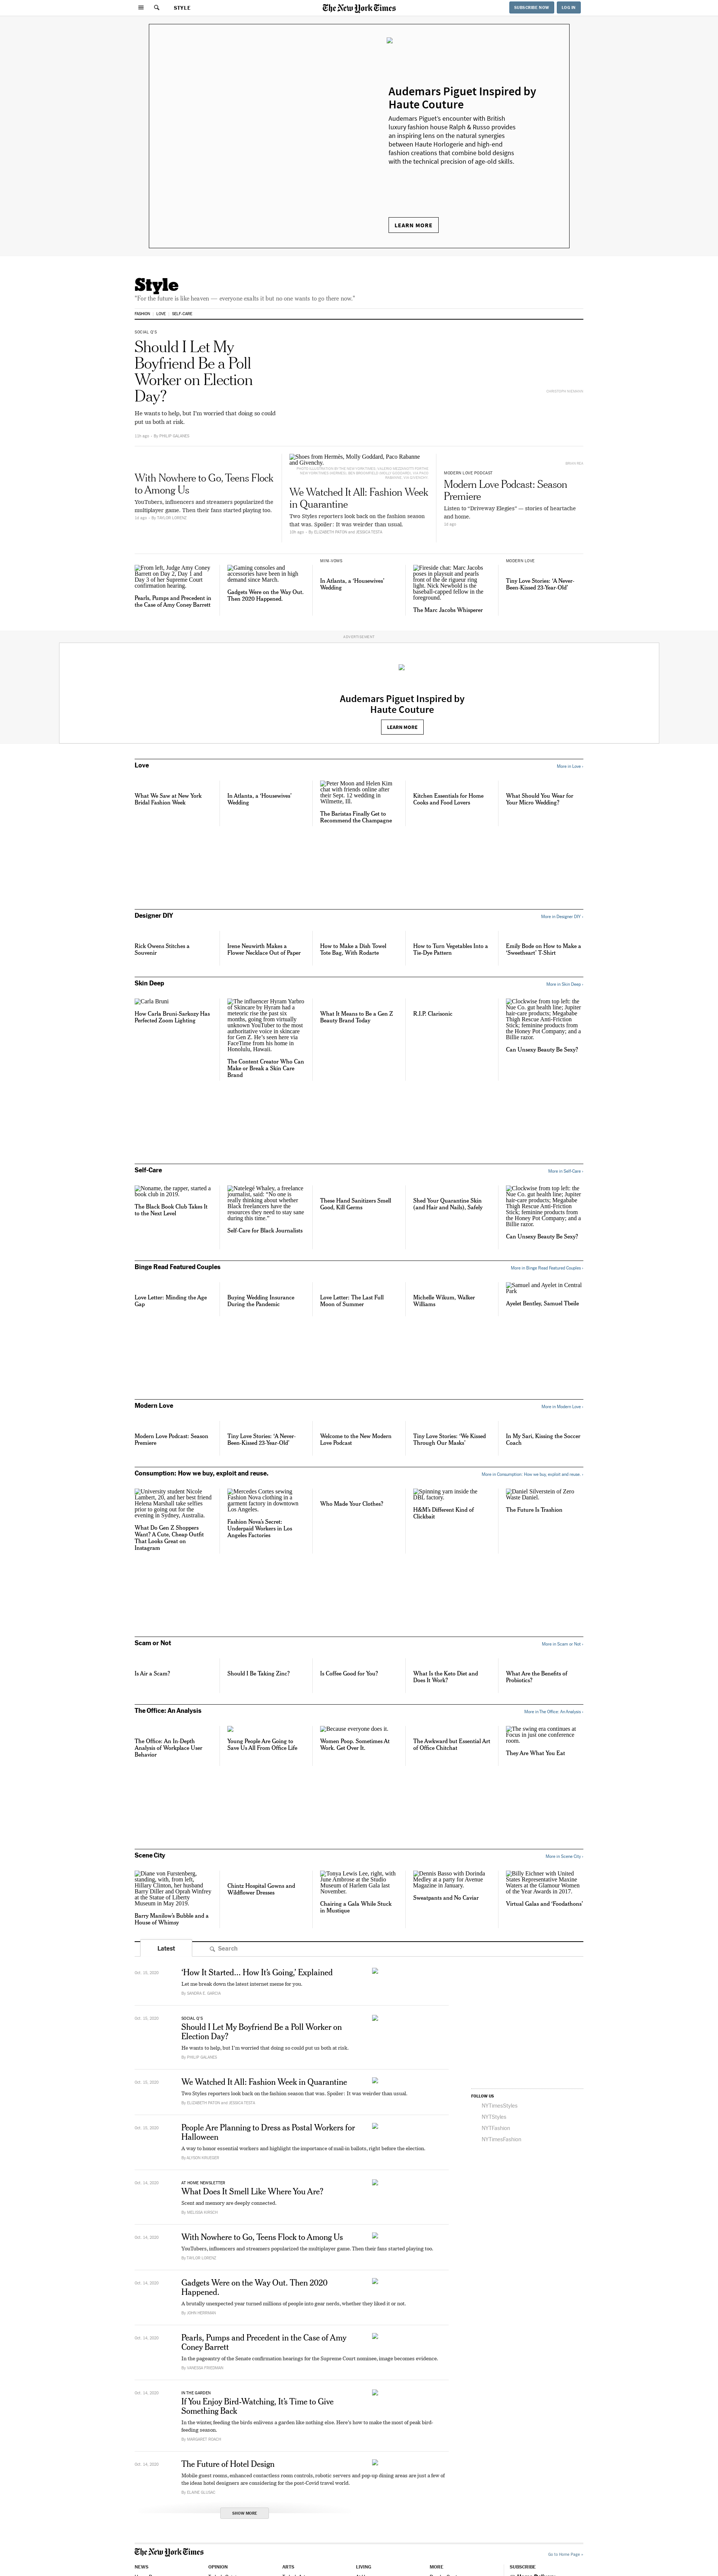 STYLE
The New York Times
SUBSCRIBE NOW
LOG IN
Audemars Piguet Inspired by
Haute Couture
Audemars Piguet's encounter with British
luxury fashion house Ralph & Russo provides
an inspiring lens on the natural synergies
between Haute Horlogerie and high-end
fashion creations that combine bold designs
with the technical precision of age-old skills.
LEARN MORE
Style
"For the future is like heaven — everyone exalts it but no one wants to go there now."
FASHION LOVE SELF-CARE
SOCIAL Q'S
Should I Let My
Boyfriend Be a Poll
Worker on Election
Day?
He wants to help, but I'm worried that doing so could
put us both at risk.
By PHILIP GALANES
With Nowhere to Go, Teens Flock
to Among Us
YouTubers, influencers and streamers popularized the
multiplayer game. Then their fans started playing too.
By TAYLOR LORENZ
Shoes from Hermès, Molly Goddard, Paco Rabanne
and Givenchy.
We Watched It All: Fashion Week
in Quarantine
Two Styles reporters look back on the fashion season
that was. Spoiler: It was weirder than usual.
By ELIZABETH PATON and JESSICA TESTA
MODERN LOVE PODCAST
Modern Love Podcast: Season
Premiere
Listen to "Driveway Elegies" — stories of heartache
and home.
From left, Judge Amy Coney
Barrett on Day 2, Day 1 and
Day 3 of her Supreme Court
confirmation hearing.
Pearls, Pumps and Precedent in
the Case of Amy Coney Barrett
Gaming consoles and
accessories have been in high
demand since March.
Gadgets Were on the Way Out.
Then 2020 Happened.
MINI VOWS
In Atlanta, a 'Housewives'
Wedding
Fireside chat: Marc Jacobs
poses in playsuit and pearls
front of the de rigueur ring
light. Nick Newbold is the
baseball-capped fellow in the
foreground.
The Marc Jacobs Whisperer
MODERN LOVE
Tiny Love Stories: 'A Never-
Been-Kissed 23-Year-Old'
ADVERTISEMENT
Audemars Piguet Inspired by
Haute Couture
LEARN MORE
Love
More in Love ›
What We Saw at New York
Bridal Fashion Week
In Atlanta, a 'Housewives'
Wedding
Peter Moon and Helen Kim
chat with friends online after
their Sept. 12 wedding in
Wilmette, Ill.
The Baristas Finally Get to
Recommend the Champagne
Kitchen Essentials for Home
Cooks and Food Lovers
What Should You Wear for
Your Micro Wedding?
Designer DIY
More in Designer DIY ›
Rick Owens Stitches a
Souvenir
Irene Neuwirth Makes a
Flower Necklace Out of Paper
How to Make a Dish Towel
Tote Bag, With Rodarte
How to Turn Vegetables Into a
Tie-Dye Pattern
Emily Bode on How to Make a
'Sweetheart' T-Shirt
Skin Deep
More in Skin Deep ›
Carla Bruni
How Carla Bruni-Sarkozy Has
Perfected Zoom Lighting
The influencer Hyram Yarbro
of Skincare by Hyram had a
meteoric rise the past six
months, going from virtually
unknown YouTuber to the most
authoritative voice in skincare
for Gen Z. He's seen here via
FaceTime from his home in
Honolulu, Hawaii.
The Content Creator Who Can
Make or Break a Skin Care
Brand
What It Means to Be a Gen Z
Beauty Brand Today
R.I.P. Clarisonic
Clockwise from top left: the
Nue Co. gut health line; Jupiter
hair-care products; Megababe
Thigh Rescue Anti-Friction
Stick; feminine products from
the Honey Pot Company; and a
Billie razor.
Can Unsexy Beauty Be Sexy?
Self-Care
More in Self-Care ›
Noname, the rapper, started a
book club in 2019.
The Black Book Club Takes It
to the Next Level
Natelegé Whaley, a freelance
journalist, said: "No one is
really thinking about whether
Black freelancers have the
resources they need to stay sane
during this time."
Self-Care for Black Journalists
These Hand Sanitizers Smell
Good, Kill Germs
Shed Your Quarantine Skin
(and Hair and Nails), Safely
Clockwise from top left: the
Nue Co. gut health line; Jupiter
hair-care products; Megababe
Thigh Rescue Anti-Friction
Stick; feminine products from
the Honey Pot Company; and a
Billie razor.
Can Unsexy Beauty Be Sexy?
Binge Read Featured Couples
More in Binge Read Featured Couples ›
Love Letter: Minding the Age
Gap
Buying Wedding Insurance
During the Pandemic
Love Letter: The Last Full
Moon of Summer
Michelle Wikum, Walker
Williams
Samuel and Ayelet in Central
Park
Ayelet Bentley, Samuel Theile
Modern Love
More in Modern Love ›
Modern Love Podcast: Season
Premiere
Tiny Love Stories: 'A Never-
Been-Kissed 23-Year-Old'
Welcome to the New Modern
Love Podcast
Tiny Love Stories: 'We Kissed
Through Our Masks'
In My Sari, Kissing the Soccer
Coach
Consumption: How we buy, exploit and reuse.
More in Consumption: How we buy, exploit and reuse. ›
University student Nicole
Lambert, 20, and her best friend
Helena Marshall take selfies
prior to going out for the
evening in Sydney, Australia.
What Do Gen Z Shoppers
Want? A Cute, Cheap Outfit
That Looks Great on
Instagram
Mercedes Cortes sewing
Fashion Nova clothing in a
garment factory in downtown
Los Angeles.
Fashion Nova's Secret:
Underpaid Workers in Los
Angeles Factories
Who Made Your Clothes?
Spinning yarn inside the
DBL factory.
H&M's Different Kind of
Clickbait
Daniel Silverstein of Zero
Waste Daniel.
The Future Is Trashion
Scam or Not
More in Scam or Not ›
Is Air a Scam?
Should I Be Taking Zinc?
Is Coffee Good for You?
What Is the Keto Diet and
Does It Work?
What Are the Benefits of
Probiotics?
The Office: An Analysis
More in The Office: An Analysis ›
The Office: An In-Depth
Analysis of Workplace User
Behavior
Young People Are Going to
Save Us All From Office Life
Because everyone does it.
Women Poop. Sometimes At
Work. Get Over It.
The Awkward but Essential Art
of Office Chitchat
The swing era continues at
Focus in just one conference
room.
They Are What You Eat
Scene City
More in Scene City ›
Diane von Furstenberg,
standing, with, from left,
Hillary Clinton, her husband
Barry Diller and Oprah Winfrey
at the Statue of Liberty
Museum in May 2019.
Barry Manilow's Bubble and a
House of Whimsy
Chintz Hospital Gowns and
Wildflower Dresses
Tonya Lewis Lee, right, with
June Ambrose at the Studio
Museum of Harlem Gala last
November.
Chairing a Gala While Stuck
in Mustique
Dennis Basso with Dorinda
Medley at a party for Avenue
Magazine in January.
Sweatpants and No Caviar
Billy Eichner with United
States Representative Maxine
Waters at the Glamour Women
of the Year Awards in 2017.
Virtual Galas and 'Foodathons'
Latest
Search
'How It Started... How It's Going,' Explained
Let me break down the latest internet meme for you.
By SANDRA E. GARCIA
SOCIAL Q'S
Should I Let My Boyfriend Be a Poll Worker on
Election Day?
He wants to help, but I'm worried that doing so could put us both at risk.
By PHILIP GALANES
We Watched It All: Fashion Week in Quarantine
Two Styles reporters look back on the fashion season that was. Spoiler: It was weirder than usual.
By ELIZABETH PATON and JESSICA TESTA
FOLLOW US
NYTimesStyles
NYTStyles
NYTFashion
NYTimesFashion
People Are Planning to Dress as Postal Workers for
Halloween
A way to honor essential workers and highlight the importance of mail-in ballots, right before the election.
By ALYSON KRUEGER
Oct. 14, 2020
AT HOME NEWSLETTER
What Does It Smell Like Where You Are?
Scent and memory are deeply connected.
By MELISSA KIRSCH
Oct. 14, 2020
With Nowhere to Go, Teens Flock to Among Us
YouTubers, influencers and streamers popularized the multiplayer game. Then their fans started playing too.
By TAYLOR LORENZ
Oct. 14, 2020
Gadgets Were on the Way Out. Then 2020
Happened.
A brutally unexpected year turned millions of people into gear nerds, whether they liked it or not.
By JOHN HERRMAN
Oct. 14, 2020
Pearls, Pumps and Precedent in the Case of Amy
Coney Barrett
In the pageantry of the Senate confirmation hearings for the Supreme Court nominee, image becomes evidence.
By VANESSA FRIEDMAN
Oct. 14, 2020
IN THE GARDEN
If You Enjoy Bird-Watching, It's Time to Give
Something Back
In the winter, feeding the birds enlivens a garden like nothing else. Here's how to make the most of peak bird-
feeding season.
By MARGARET ROACH
Oct. 14, 2020
The Future of Hotel Design
Mobile guest rooms, enhanced contactless room controls, robotic servers and pop-up dining areas are just a few of
the ideas hotel designers are considering for the post-Covid travel world.
By ELAINE GLUSAC
SHOW MORE
The New York Times
Go to Home Page »
NEWS
OPINION
ARTS
LIVING
MORE
SUBSCRIBE